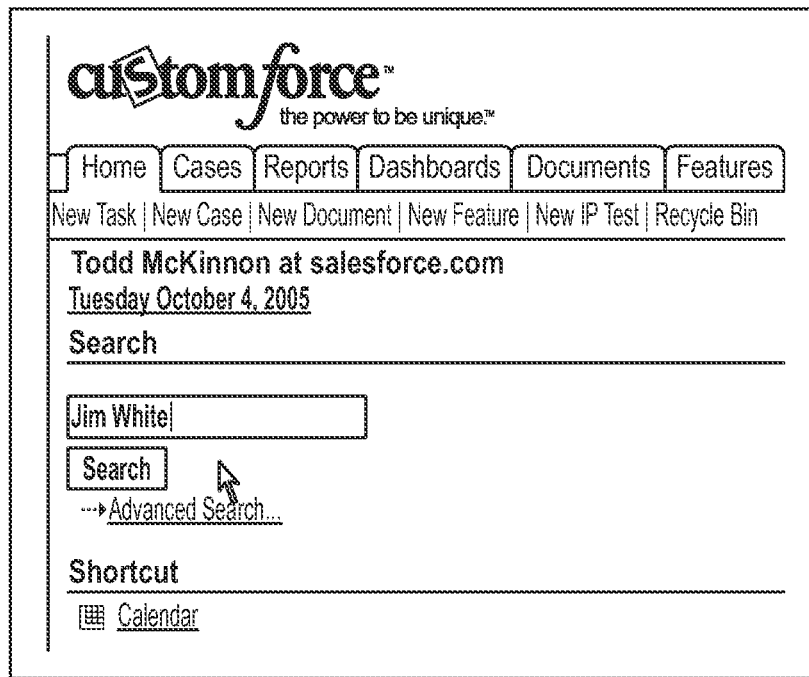 customforce™
the power to be unique™
Home Cases Reports Dashboards Documents Features
New Task | New Case | New Document | New Feature | New IP Test | Recycle Bin
Todd McKinnon at salesforce.com
Tuesday October 4, 2005
Search
Jim White
Search
Advanced Search...
Shortcut
Calendar